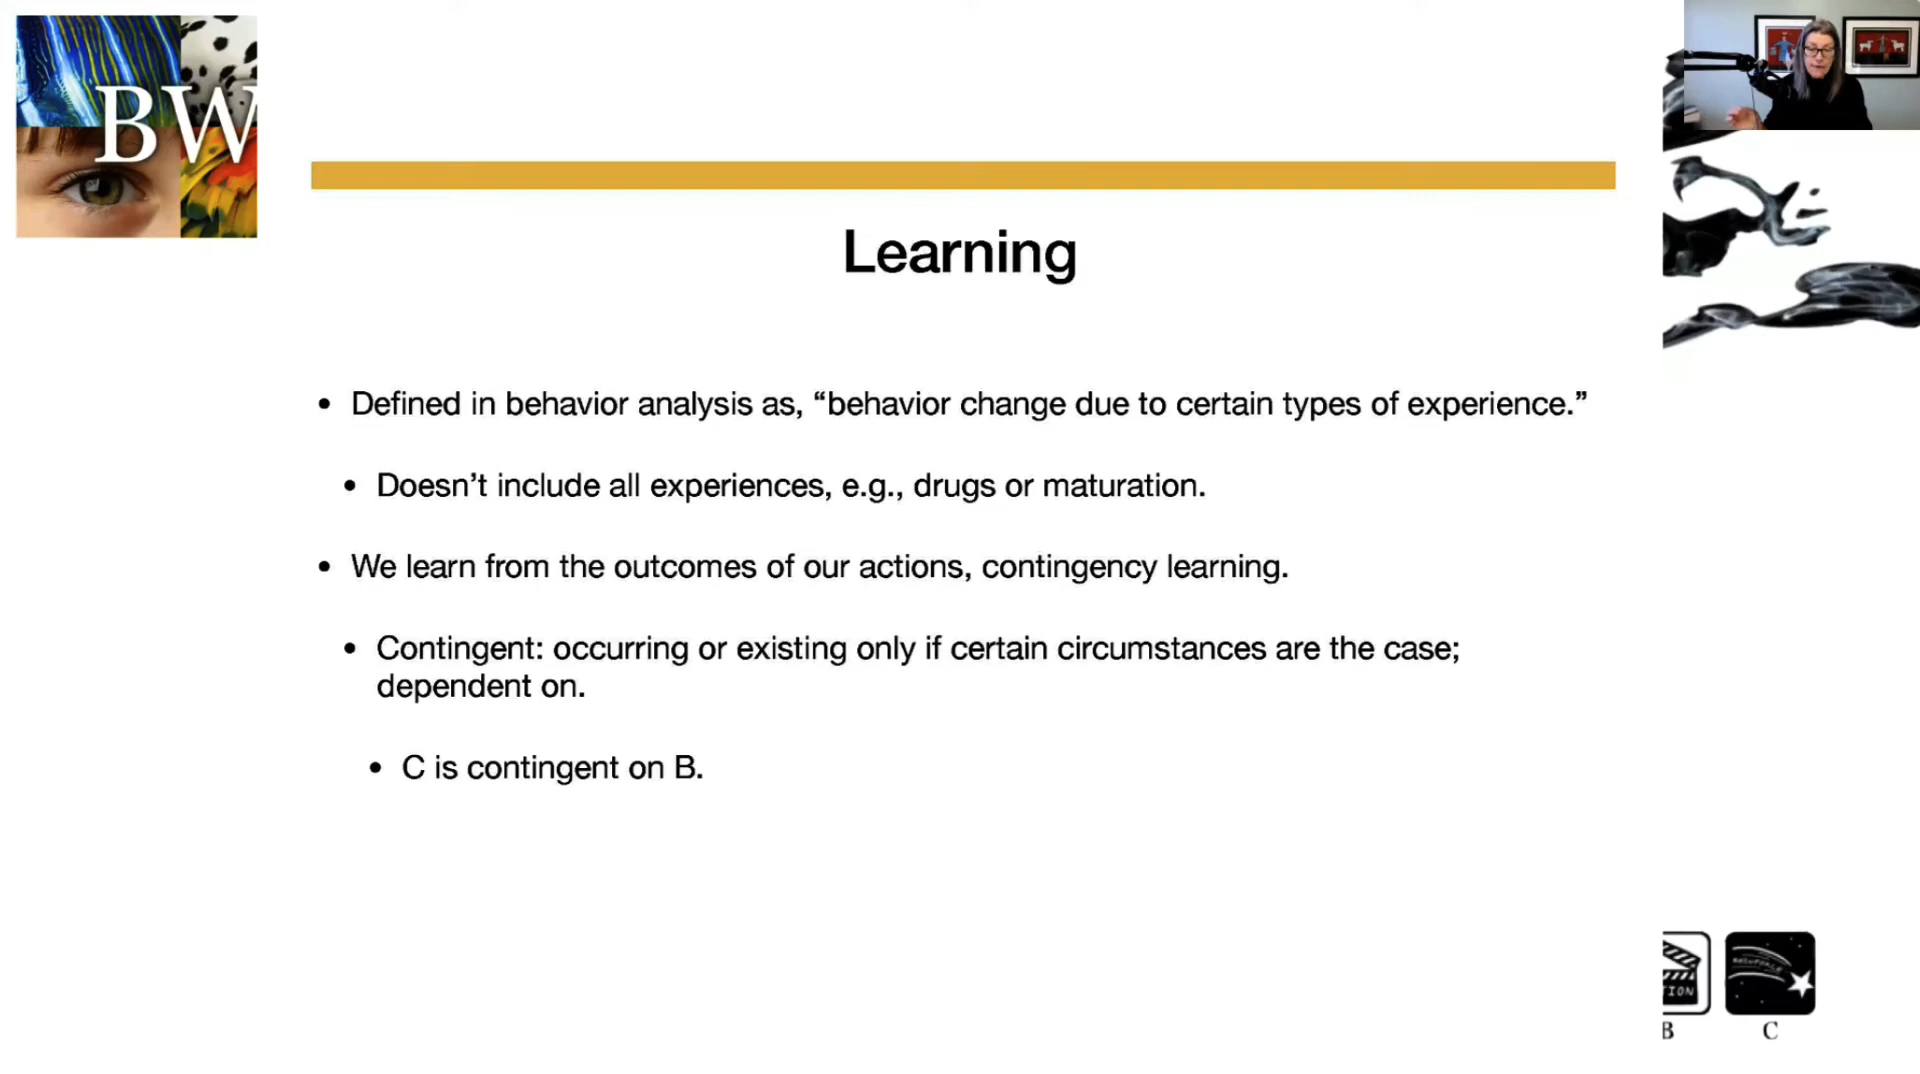 BW
Learning
• Defined in behavior analysis as, “behavior change due to certain types of experience.”
• Doesn’t include all experiences, e.g., drugs or maturation.
• We learn from the outcomes of our actions, contingency learning.
• Contingent: occurring or existing only if certain circumstances are the case;
dependent on.
• C is contingent on B.
REINFORCE
TION
B C